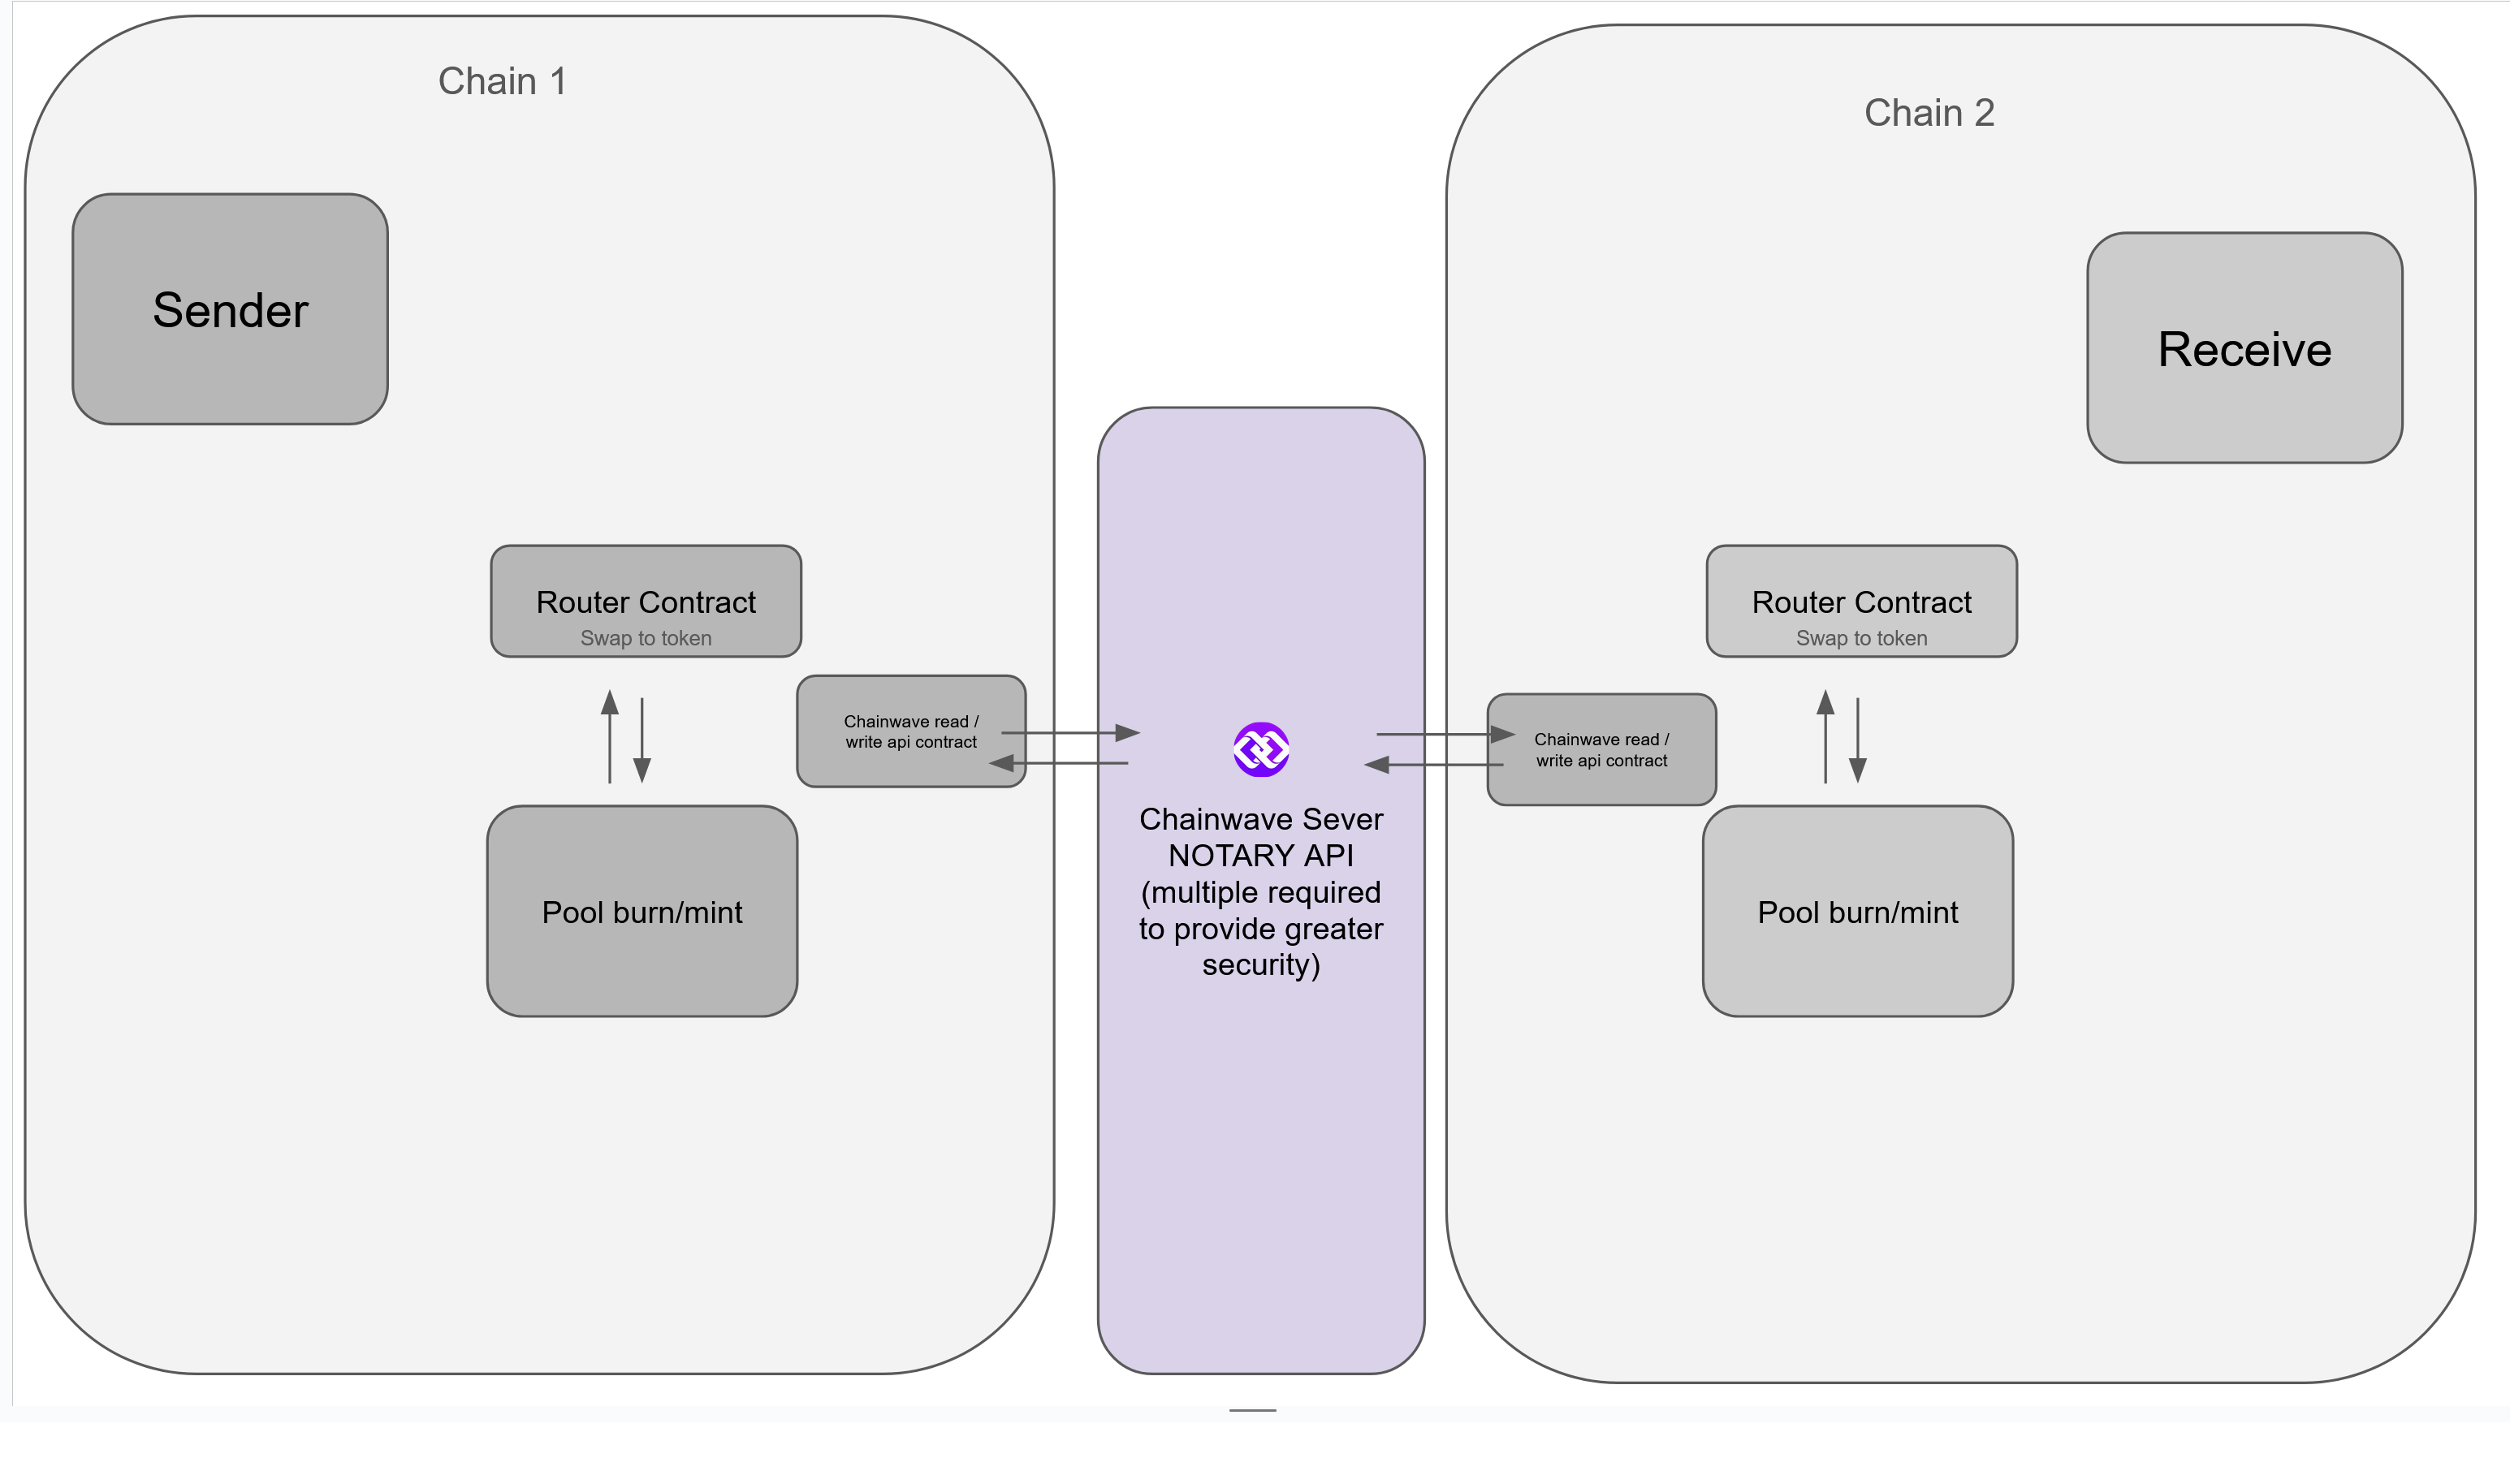 Chain 1
Chain 2
Sender
Receive
Router Contract
Swap to token
Router Contract
Swap to token
Chainwave read /
write api contract
Chainwave read /
write api contract
Chainwave Sever
NOTARY API
(multiple required
to provide greater
security)
Pool burn/mint
Pool burn/mint